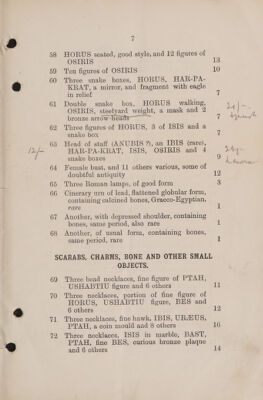 7
58 HORUS seated, good style, and 12 figures of
OSIRIS 13
59 Ten figures of OSIRIS 10
60 Three snake boxes, HORUS, HAR-PA-
KRAT, a mirror, and fragment with eagle
in relief 7
61 Double snake box, HORUS walking,
OSIRIS, steelyard weight, a mask and 2
bronze arrow-heads 7
62 Three figures of HORUS, 3 of ISIS and a
snake box 7
12/-
63 Head of staff (ANUBIS ?), an IBIS (rare),
HAR-PA-KRAT, ISIS, OSIRIS and 4
snake boxes 9
64 Female bust, and 11 others various, some of
doubtful antiquity 12
65 Three Roman lamps, of good form 3
66 Cinerary urn of lead, flattened globular form,
containing calcined bones, Græco-Egyptian,
rare 1
67 Another, with depressed shoulder, containing
bones, same period, also rare 1
68 Another, of usual form, containing bones,
same period, rare 1
SCARABS, CHARMS, BONE AND OTHER SMALL
OBJECTS.
69 Three bead necklaces, fine figure of PTAH,
USHABTIU figure and 6 others 11
70 Three necklaces, portion of fine figure of
HORUS, USHABTIU figure, BES and
6 others 12
71 Three necklaces, fine hawk, IBIS, URÆUS,
PTAH, a coin mould and 8 others 16
72 Three necklaces, ISIS in marble, BAST,
PTAH, fine BES, curious bronze plaque
and 6 others 14